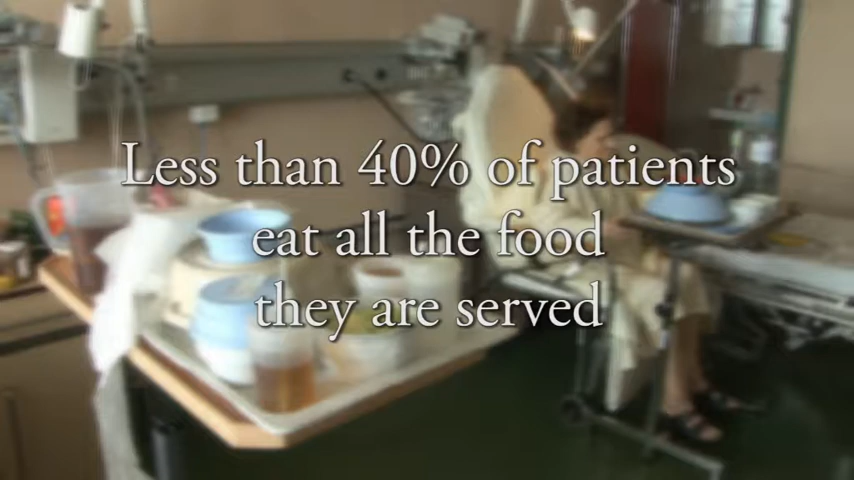 Less than 40% of patients
eat all the food
they are served